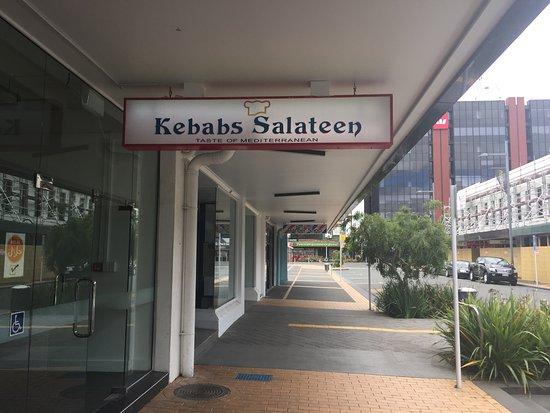 Kebabs Salateen
TASTE OF MEDITERRANEAN